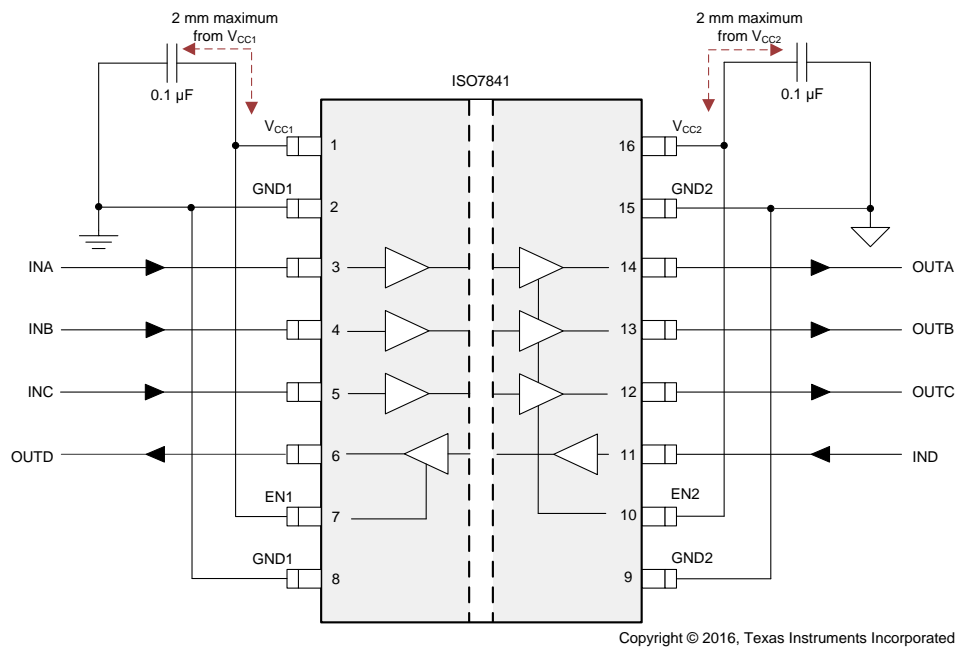 2 mm maximum
from VCC1
2 mm maximum
from VCC2
0.1 µF
0.1 µF
ISO7841
VCC1
1
16
VCC2
GND1
2
15
GND2
INA
3
14
OUTA
INB
4
13
OUTB
INC
5
12
OUTC
OUTD
6
11
IND
EN1
7
10
EN2
GND1
8
9
GND2
Copyright © 2016, Texas Instruments Incorporated